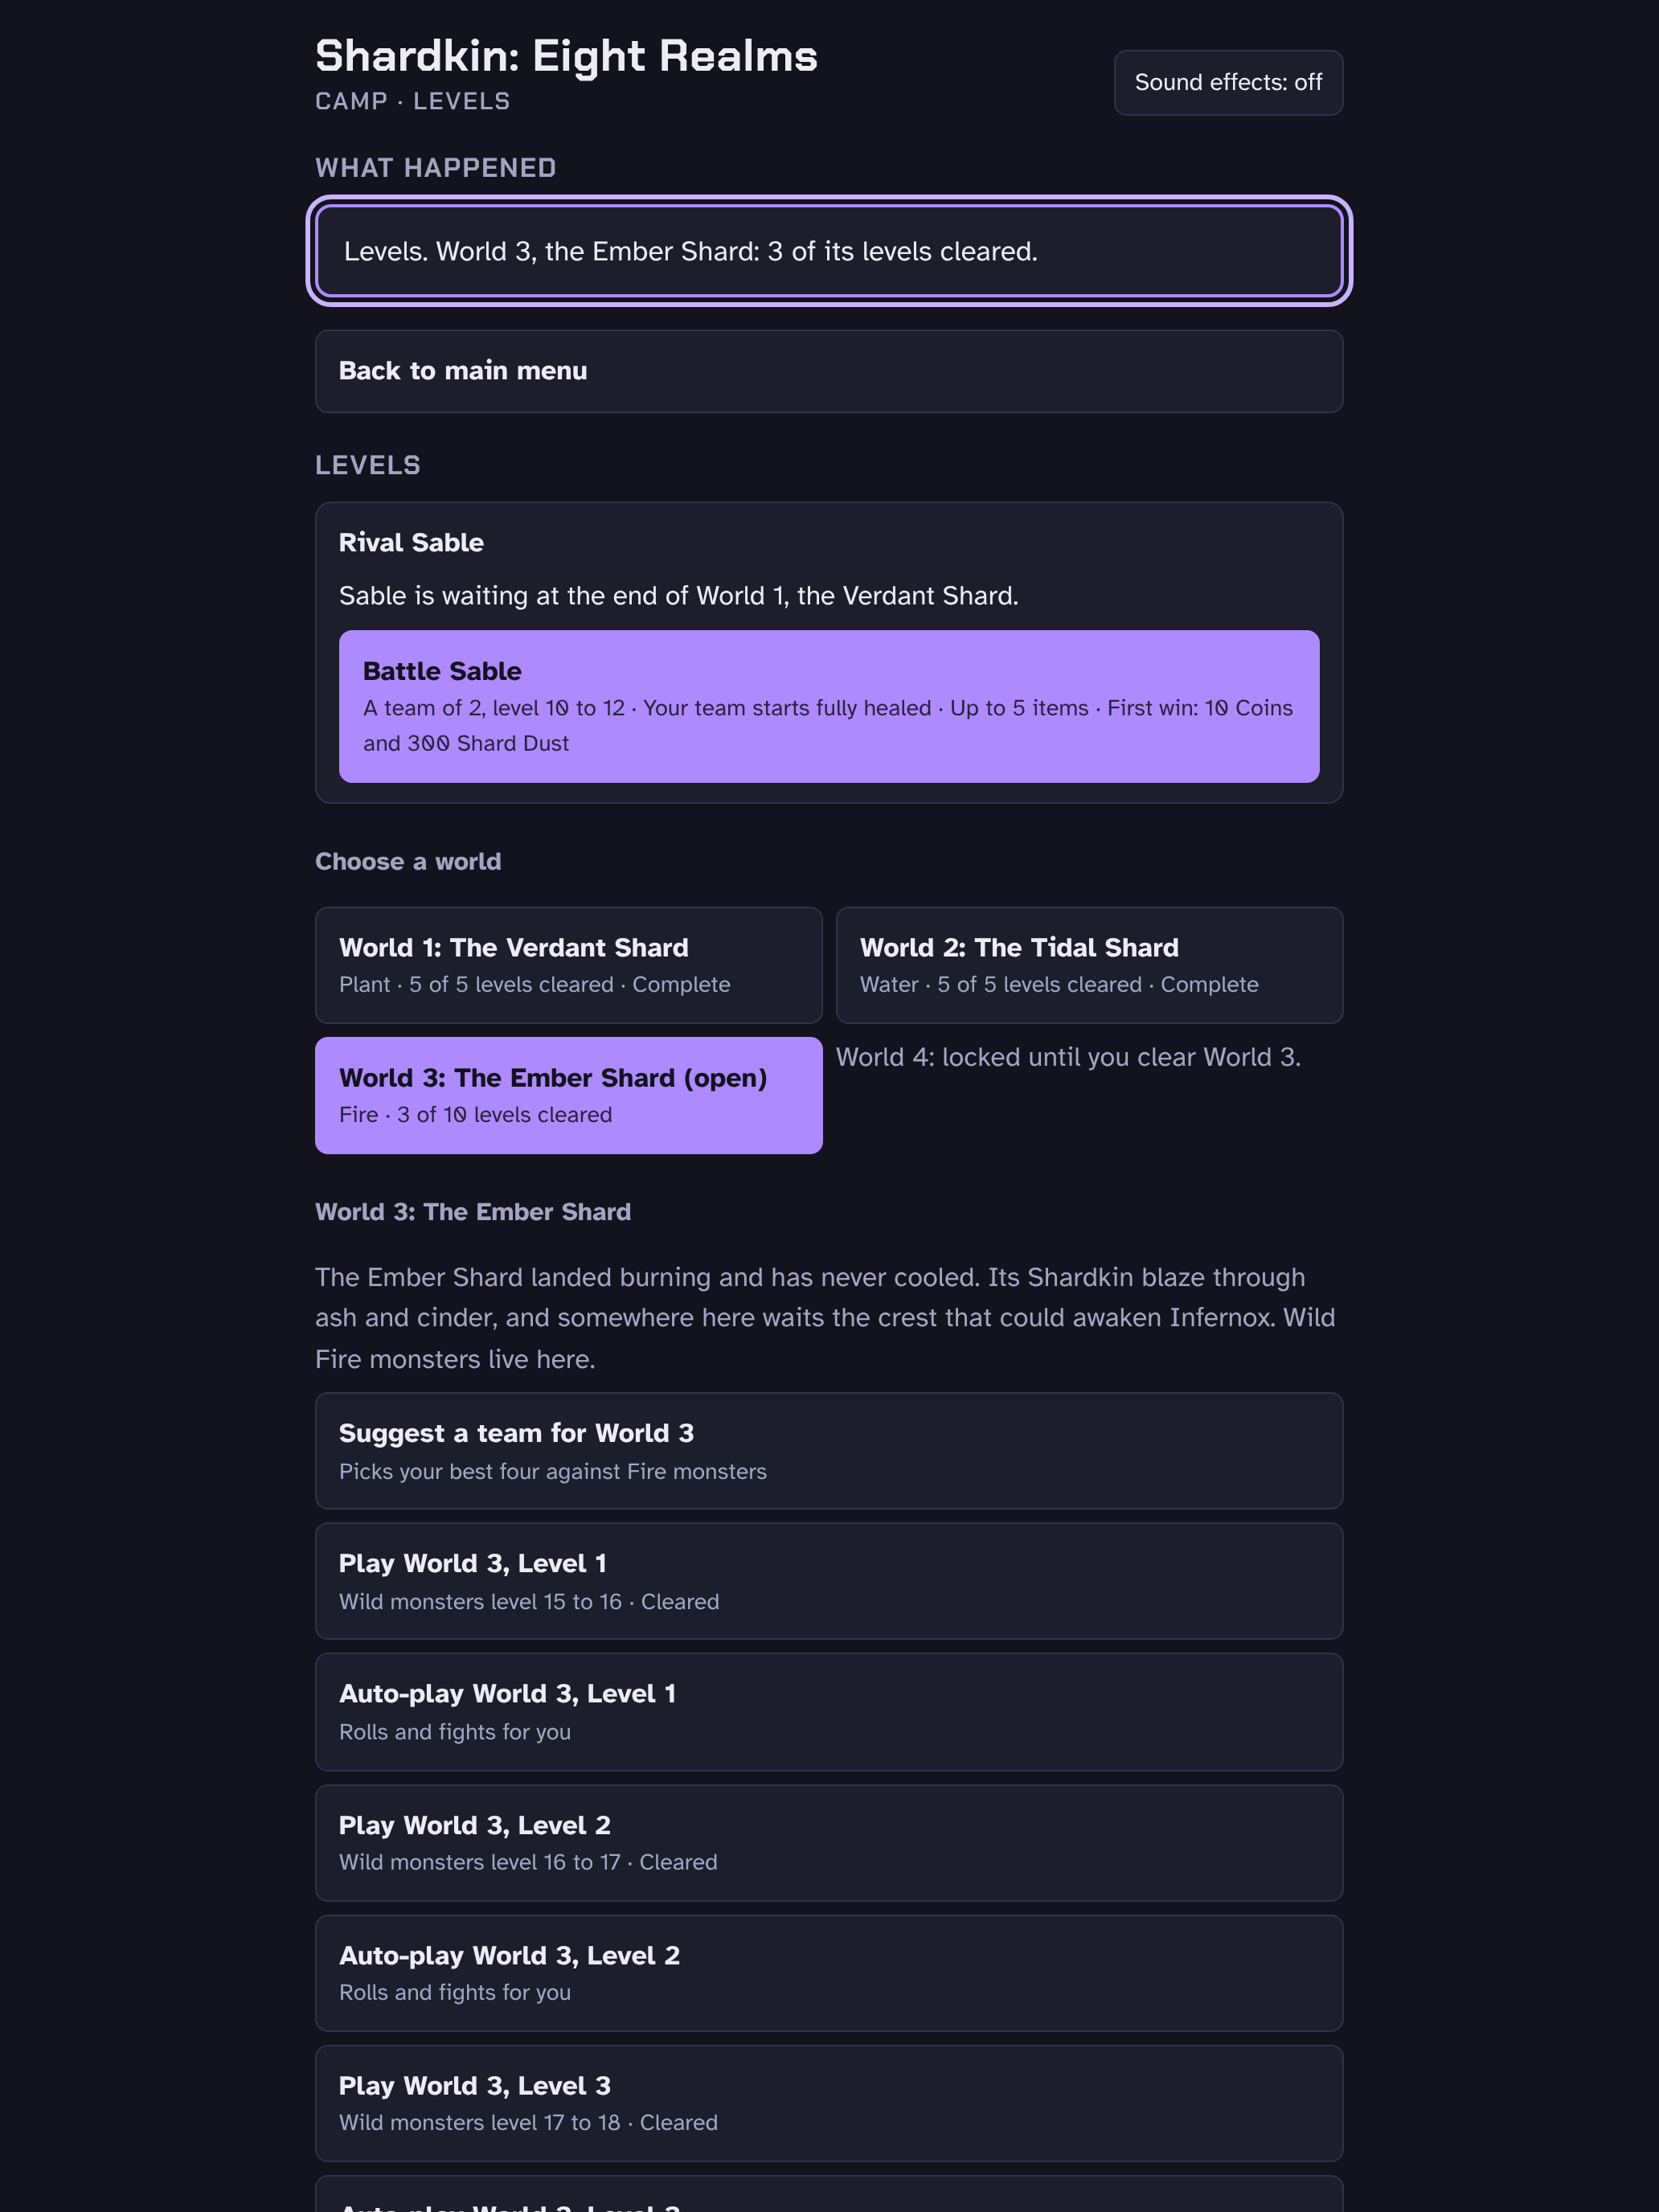 Shardkin: Eight Realms
CAMP · LEVELS
Sound effects: off
WHAT HAPPENED
Levels. World 3, the Ember Shard: 3 of its levels cleared.
Back to main menu
LEVELS
Rival Sable
Sable is waiting at the end of World 1, the Verdant Shard.
Battle Sable
A team of 2, level 10 to 12 · Your team starts fully healed · Up to 5 items · First win: 10 Coins
and 300 Shard Dust
Choose a world
World 1: The Verdant Shard
Plant · 5 of 5 levels cleared · Complete
World 2: The Tidal Shard
Water · 5 of 5 levels cleared · Complete
World 3: The Ember Shard (open)
Fire · 3 of 10 levels cleared
World 4: locked until you clear World 3.
World 3: The Ember Shard
The Ember Shard landed burning and has never cooled. Its Shardkin blaze through
ash and cinder, and somewhere here waits the crest that could awaken Infernox. Wild
Fire monsters live here.
Suggest a team for World 3
Picks your best four against Fire monsters
Play World 3, Level 1
Wild monsters level 15 to 16 · Cleared
Auto-play World 3, Level 1
Rolls and fights for you
Play World 3, Level 2
Wild monsters level 16 to 17 · Cleared
Auto-play World 3, Level 2
Rolls and fights for you
Play World 3, Level 3
Wild monsters level 17 to 18 · Cleared